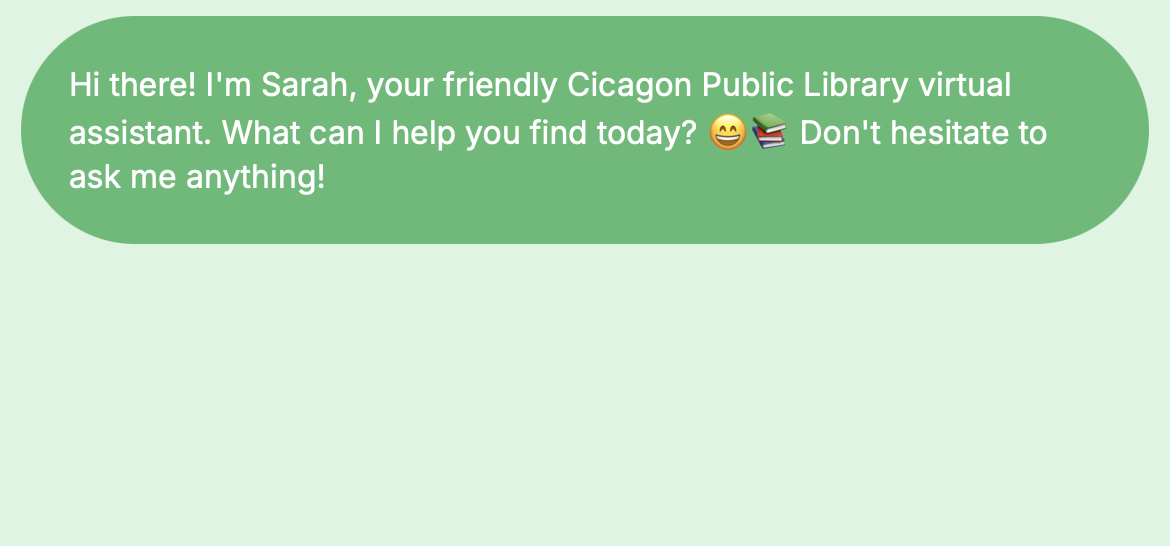 Hi there! I'm Sarah, your friendly Cicagon Public Library virtual
assistant. What can I help you find today? 😄📚 Don't hesitate to
ask me anything!